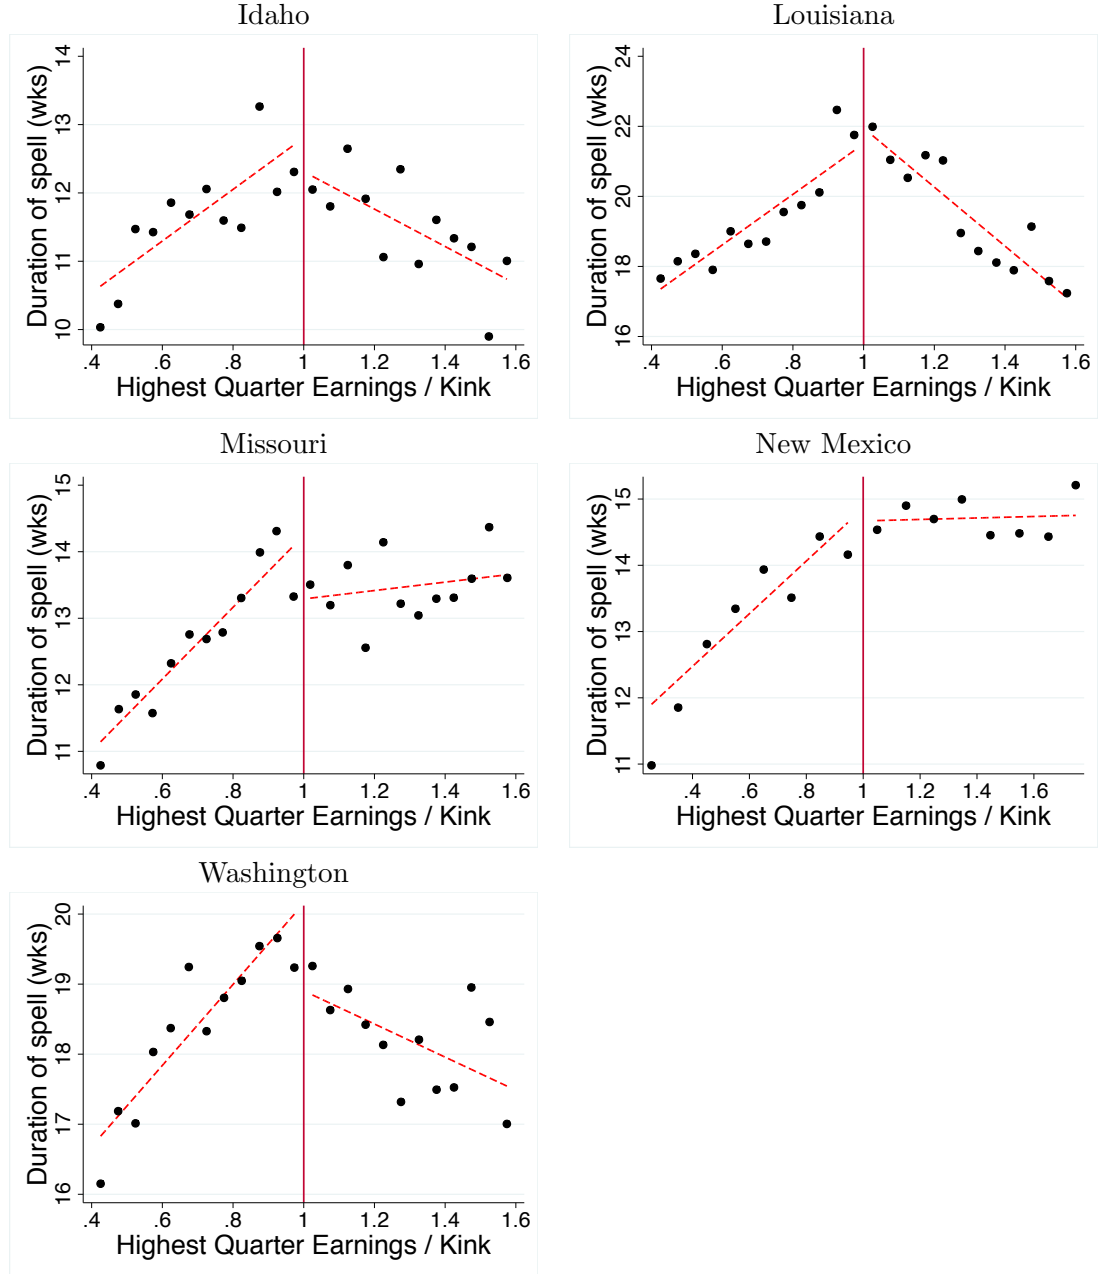 Idaho
Duration of spell (wks)
14
13
12
11
10
.4 .6 .8 1 1.2 1.4 1.6
Highest Quarter Earnings / Kink
Louisiana
Duration of spell (wks)
24
22
20
18
16
.4 .6 .8 1 1.2 1.4 1.6
Highest Quarter Earnings / Kink
Missouri
Duration of spell (wks)
15
14
13
12
11
.4 .6 .8 1 1.2 1.4 1.6
Highest Quarter Earnings / Kink
New Mexico
Duration of spell (wks)
15
14
13
12
11
.4 .6 .8 1 1.2 1.4 1.6
Highest Quarter Earnings / Kink
Washington
Duration of spell (wks)
20
19
18
17
16
.4 .6 .8 1 1.2 1.4 1.6
Highest Quarter Earnings / Kink